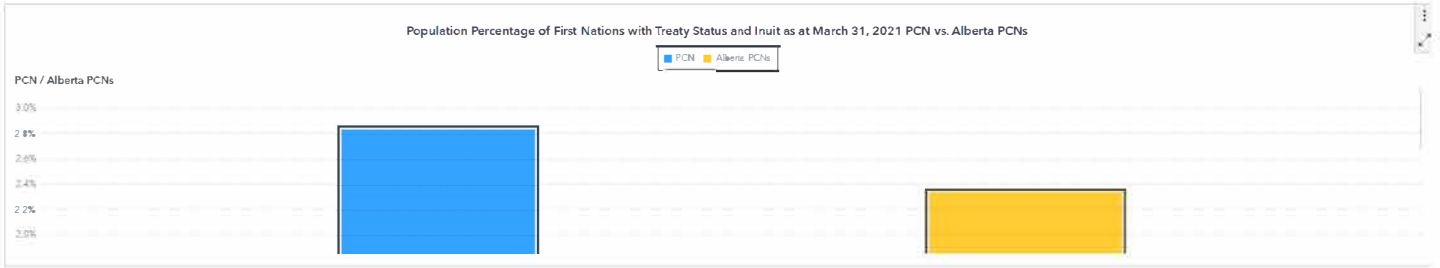 Population Percentage of First Nations with Treaty Status and Inuit as at March 31, 2021 PCN vs. Alberta PCNs
PCN Alberta PCNs
PCN / Alberta PCNs
3.0%
2.8%
2.6%
2.4%
2.2%
2.0%